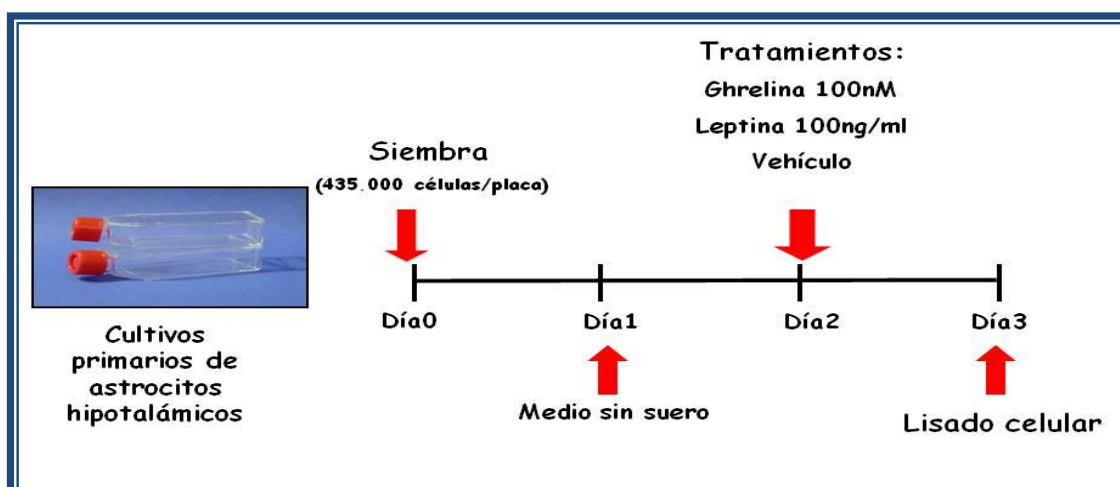 Tratamientos:
Ghrelina 100nM
Leptina 100ng/ml
Vehículo
Siembra
(435.000 células/placa)
Día0
Día1
Día2
Día3
Cultivos
primarios de
astrocitos
hipotalámicos
Medio sin suero
Lisado celular